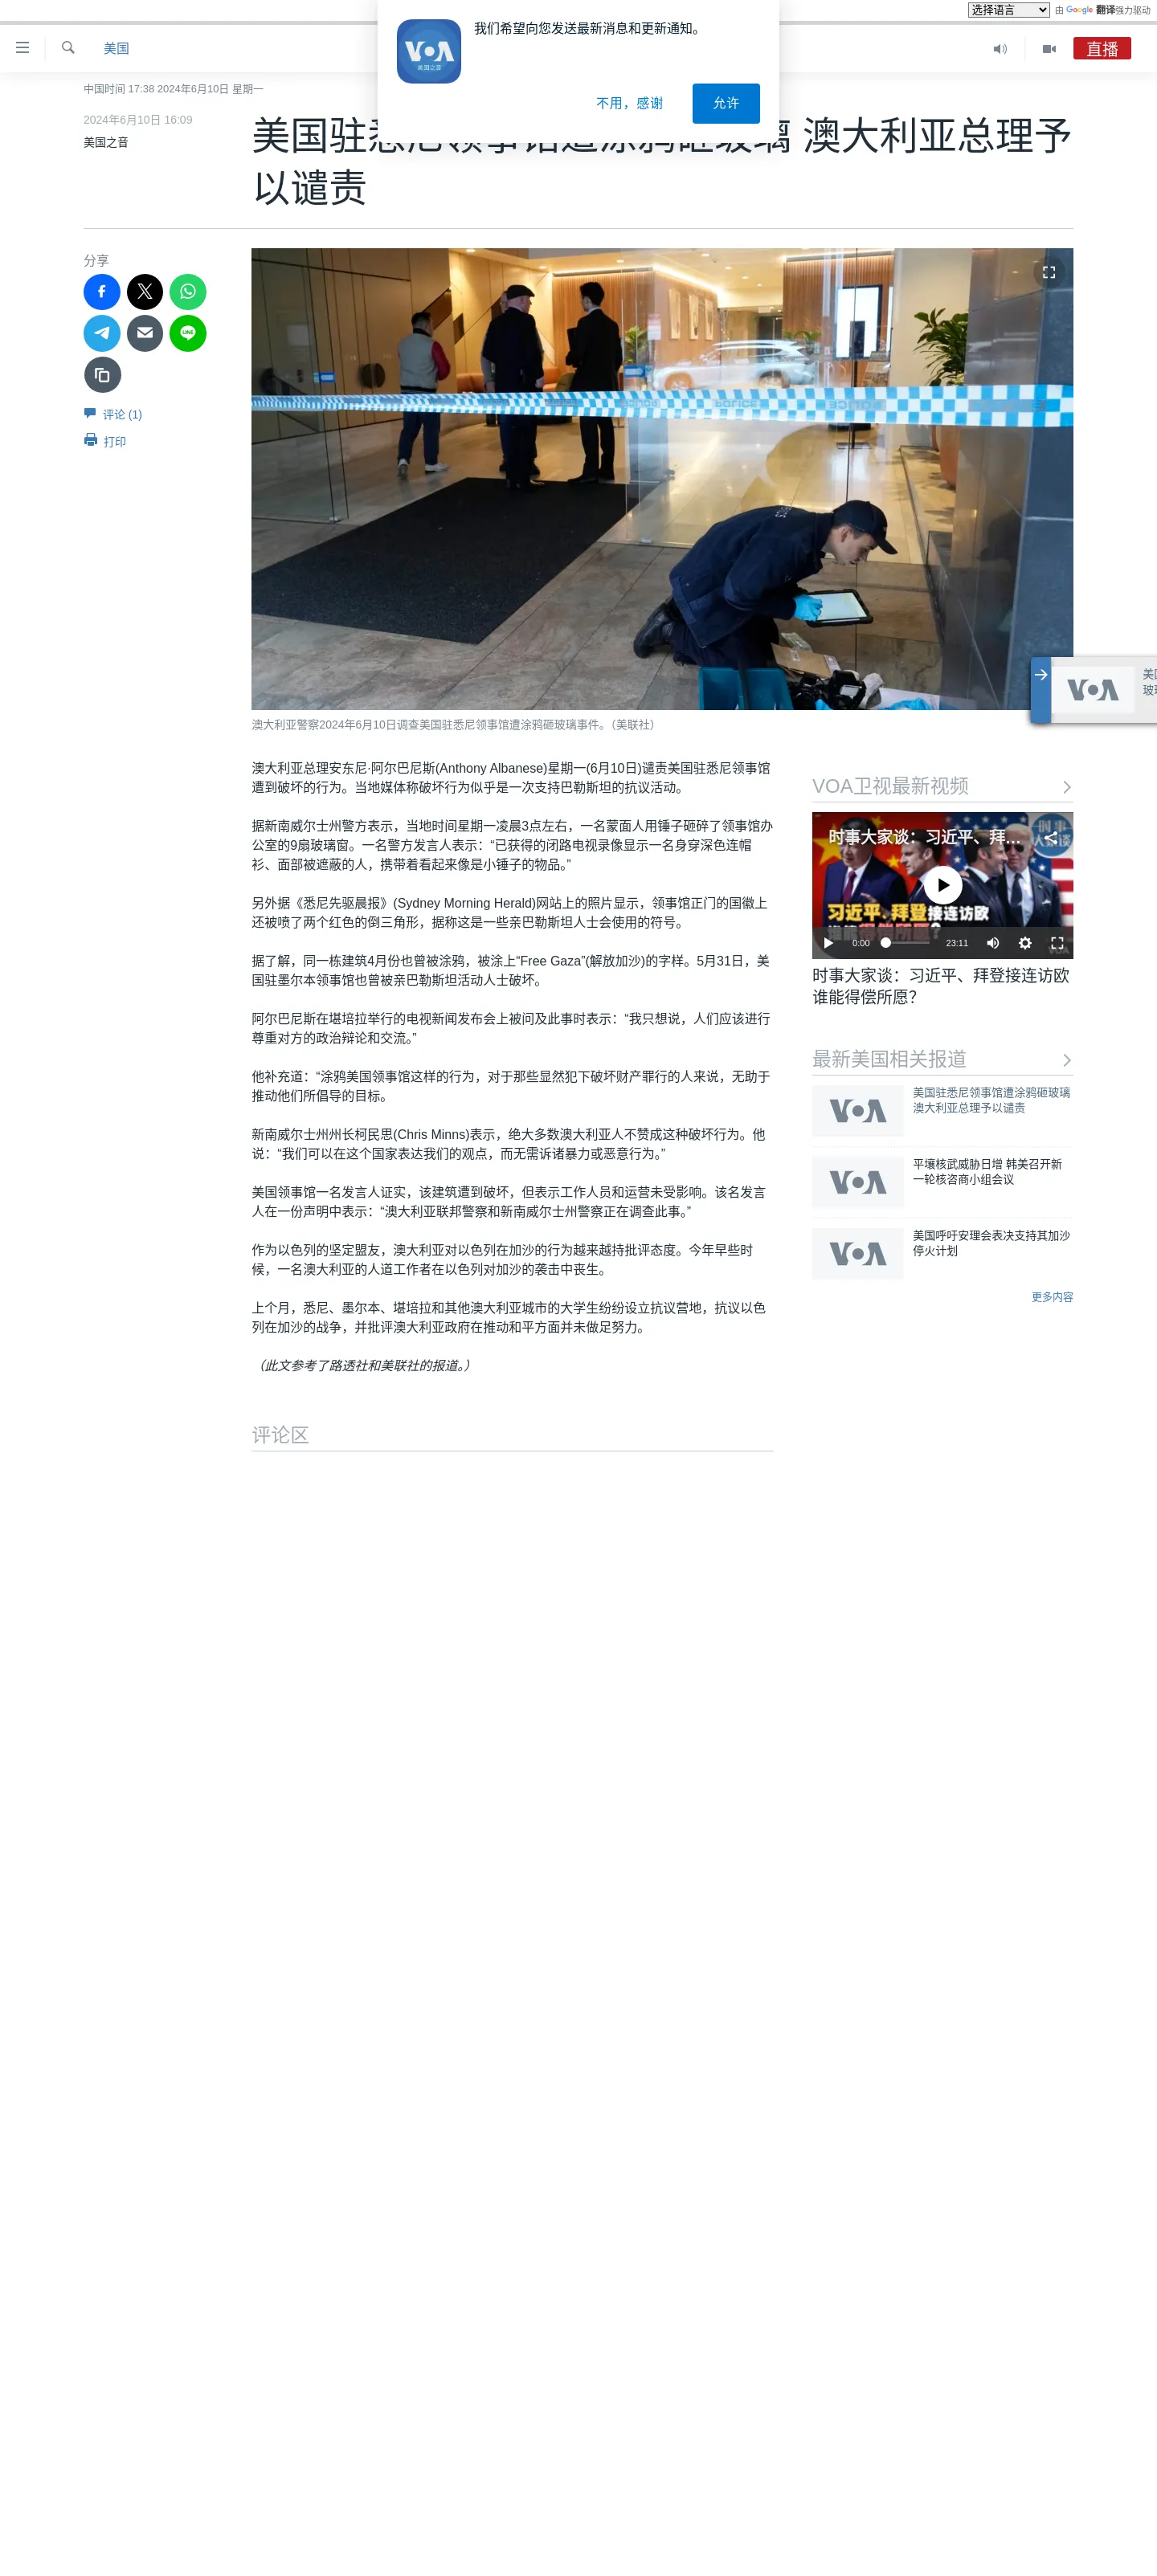 选择语言 由 Google 翻译强力驱动
美国
直播
VOA
美国之音
我们希望向您发送最新消息和更新通知。
不用，感谢
允许
中国时间 17:38 2024年6月10日 星期一
2024年6月10日 16:09
美国之音
美国驻悉尼领事馆遭涂鸦砸玻璃 澳大利亚总理予
以谴责
分享
LINE
评论 (1)
打印
POLICE
澳大利亚警察2024年6月10日调查美国驻悉尼领事馆遭涂鸦砸玻璃事件。（美联社）
VOA
澳大利亚总理安东尼·阿尔巴尼斯(Anthony Albanese)星期一(6月10日)谴责美国驻悉尼领事馆
遭到破坏的行为。当地媒体称破坏行为似乎是一次支持巴勒斯坦的抗议活动。
据新南威尔士州警方表示，当地时间星期一凌晨3点左右，一名蒙面人用锤子砸碎了领事馆办
公室的9扇玻璃窗。一名警方发言人表示：“已获得的闭路电视录像显示一名身穿深色连帽
衫、面部被遮蔽的人，携带着看起来像是小锤子的物品。”
另外据《悉尼先驱晨报》(Sydney Morning Herald)网站上的照片显示，领事馆正门的国徽上
还被喷了两个红色的倒三角形，据称这是一些亲巴勒斯坦人士会使用的符号。
据了解，同一栋建筑4月份也曾被涂鸦，被涂上“Free Gaza”(解放加沙)的字样。5月31日，美
国驻墨尔本领事馆也曾被亲巴勒斯坦活动人士破坏。
阿尔巴尼斯在堪培拉举行的电视新闻发布会上被问及此事时表示：“我只想说，人们应该进行
尊重对方的政治辩论和交流。”
他补充道：“涂鸦美国领事馆这样的行为，对于那些显然犯下破坏财产罪行的人来说，无助于
推动他们所倡导的目标。
新南威尔士州州长柯民思(Chris Minns)表示，绝大多数澳大利亚人不赞成这种破坏行为。他
说：“我们可以在这个国家表达我们的观点，而无需诉诸暴力或恶意行为。”
美国领事馆一名发言人证实，该建筑遭到破坏，但表示工作人员和运营未受影响。该名发言
人在一份声明中表示：“澳大利亚联邦警察和新南威尔士州警察正在调查此事。”
作为以色列的坚定盟友，澳大利亚对以色列在加沙的行为越来越持批评态度。今年早些时
候，一名澳大利亚的人道工作者在以色列对加沙的袭击中丧生。
上个月，悉尼、墨尔本、堪培拉和其他澳大利亚城市的大学生纷纷设立抗议营地，抗议以色
列在加沙的战争，并批评澳大利亚政府在推动和平方面并未做足努力。
（此文参考了路透社和美联社的报道。）
评论区
VOA卫视最新视频
时事大家谈：习近平、拜…
习近平、拜登接连访欧
谁能得偿所愿？
0:00
23:11
时事大家谈：习近平、拜登接连访欧
谁能得偿所愿？
最新美国相关报道
VOA
美国驻悉尼领事馆遭涂鸦砸玻璃
澳大利亚总理予以谴责
VOA
平壤核武威胁日增 韩美召开新
一轮核咨商小组会议
VOA
美国呼吁安理会表决支持其加沙
停火计划
更多内容